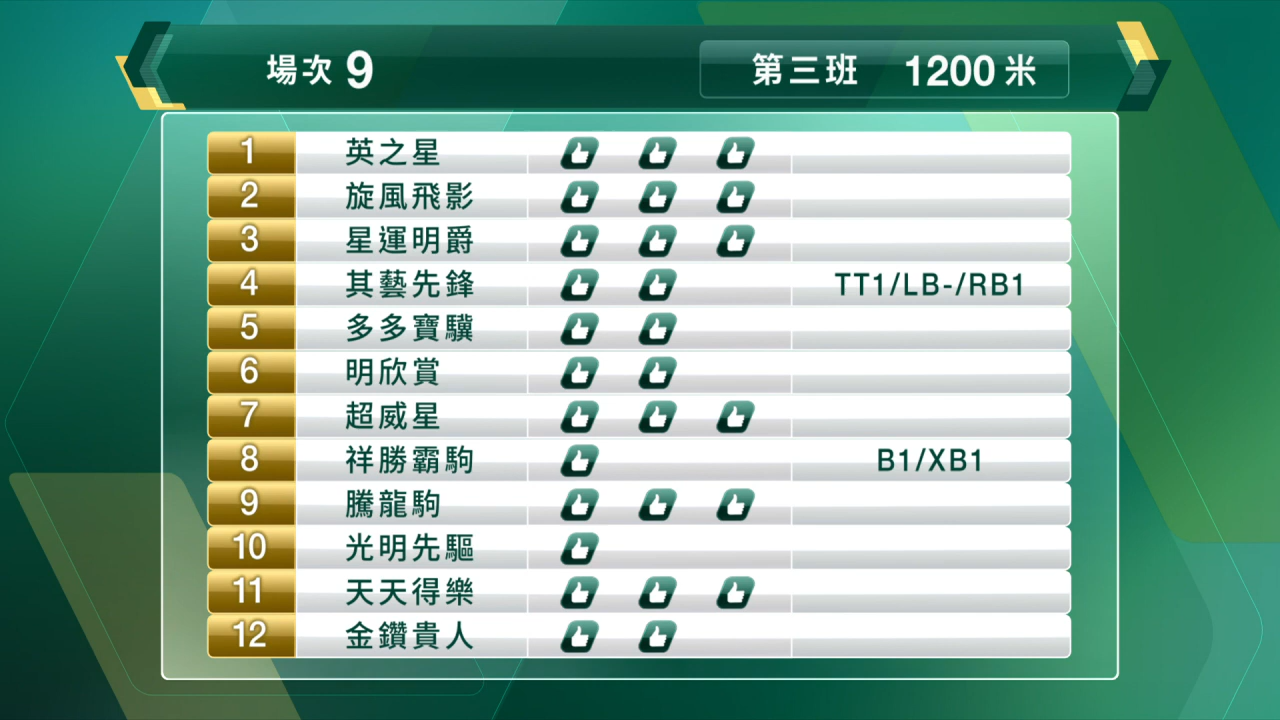 場次 9
第三班 1200 米
1 英之星
2 旋風飛影
3 星運明爵
4 其藝先鋒 TT1/LB-/RB1
5 多多寶驥
6 明欣賞
7 超威星
8 祥勝霸駒 B1/XB1
9 騰龍駒
10 光明先驅
11 天天得樂
12 金鑽貴人